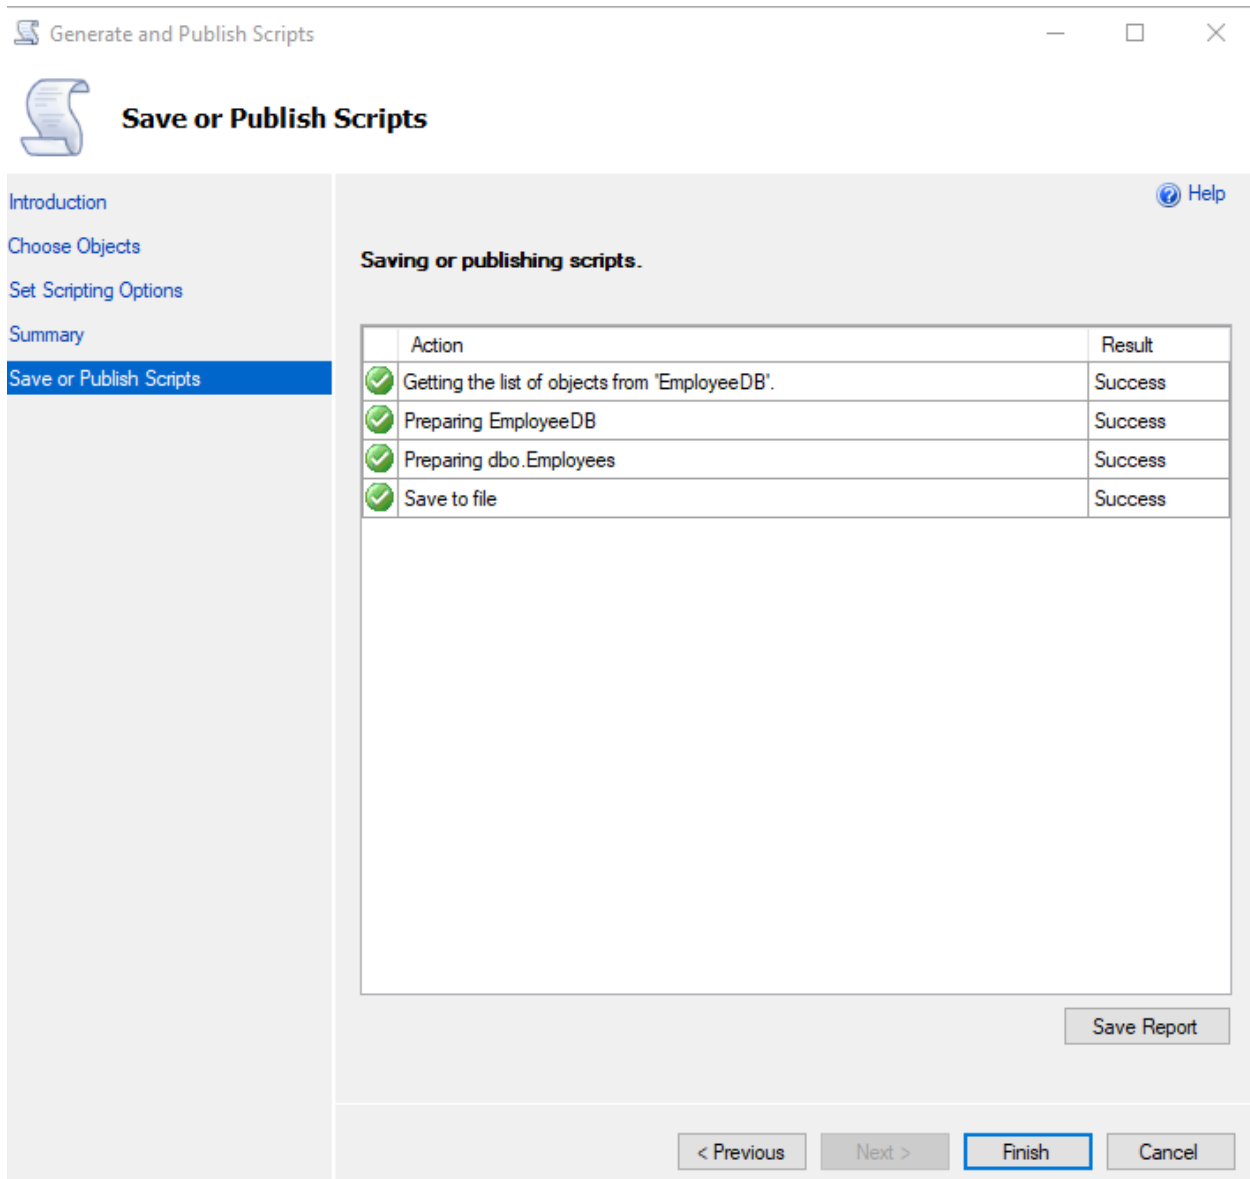 Generate and Publish Scripts
Save or Publish Scripts
Introduction
Choose Objects
Set Scripting Options
Summary
Save or Publish Scripts
Help
Saving or publishing scripts.
Action Result
Getting the list of objects from 'EmployeeDB'. Success
Preparing EmployeeDB Success
Preparing dbo.Employees Success
Save to file Success
Save Report
< Previous Next > Finish Cancel